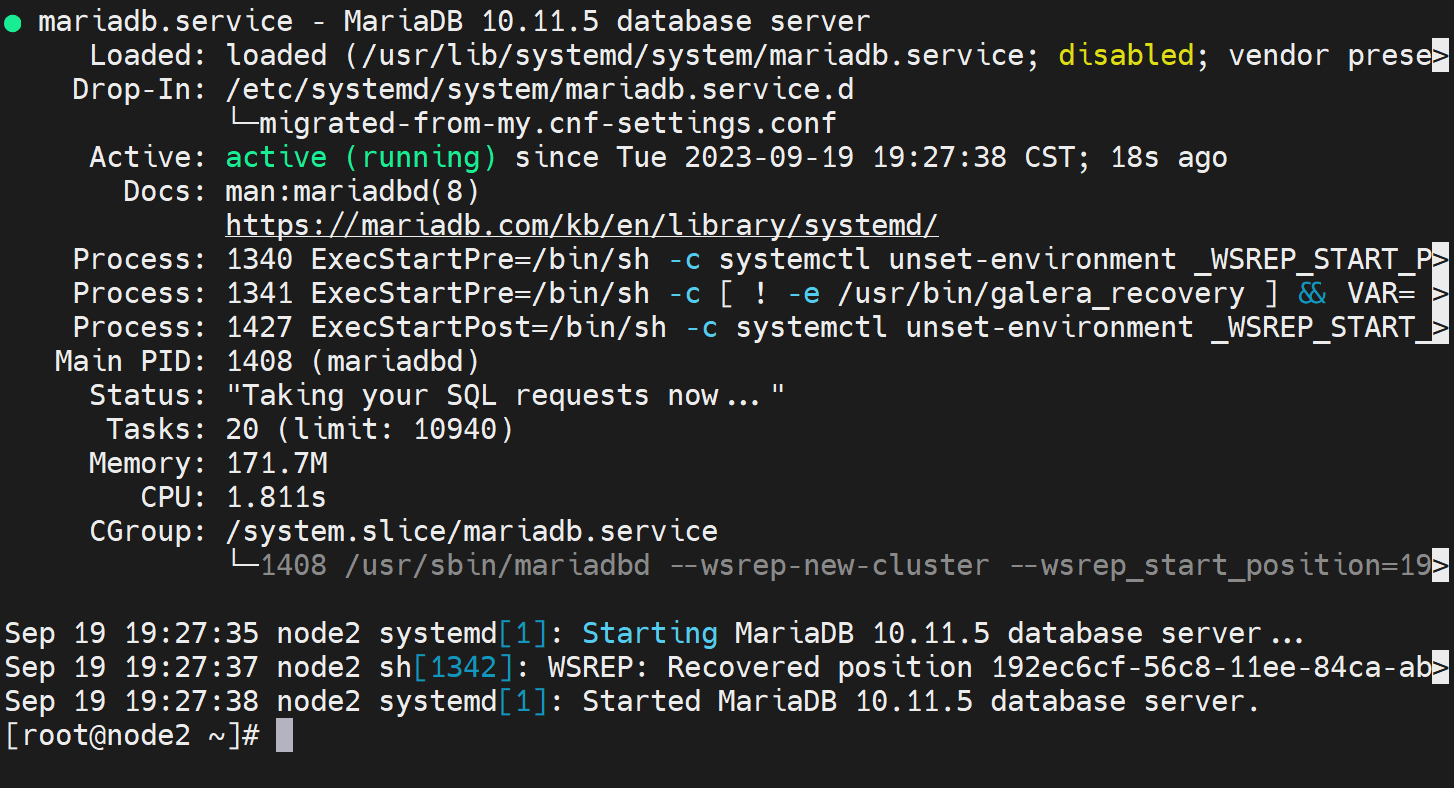 ● mariadb.service - MariaDB 10.11.5 database server
     Loaded: loaded (/usr/lib/systemd/system/mariadb.service; disabled; vendor prese>
    Drop-In: /etc/systemd/system/mariadb.service.d
             └─migrated-from-my.cnf-settings.conf
     Active: active (running) since Tue 2023-09-19 19:27:38 CST; 18s ago
       Docs: man:mariadbd(8)
             https://mariadb.com/kb/en/library/systemd/
    Process: 1340 ExecStartPre=/bin/sh -c systemctl unset-environment _WSREP_START_P>
    Process: 1341 ExecStartPre=/bin/sh -c [ ! -e /usr/bin/galera_recovery ] && VAR= >
    Process: 1427 ExecStartPost=/bin/sh -c systemctl unset-environment _WSREP_START_>
   Main PID: 1408 (mariadbd)
     Status: "Taking your SQL requests now..."
      Tasks: 20 (limit: 10940)
     Memory: 171.7M
        CPU: 1.811s
     CGroup: /system.slice/mariadb.service
             └─1408 /usr/sbin/mariadbd --wsrep-new-cluster --wsrep_start_position=19>

Sep 19 19:27:35 node2 systemd[1]: Starting MariaDB 10.11.5 database server...
Sep 19 19:27:37 node2 sh[1342]: WSREP: Recovered position 192ec6cf-56c8-11ee-84ca-ab>
Sep 19 19:27:38 node2 systemd[1]: Started MariaDB 10.11.5 database server.
[root@node2 ~]#